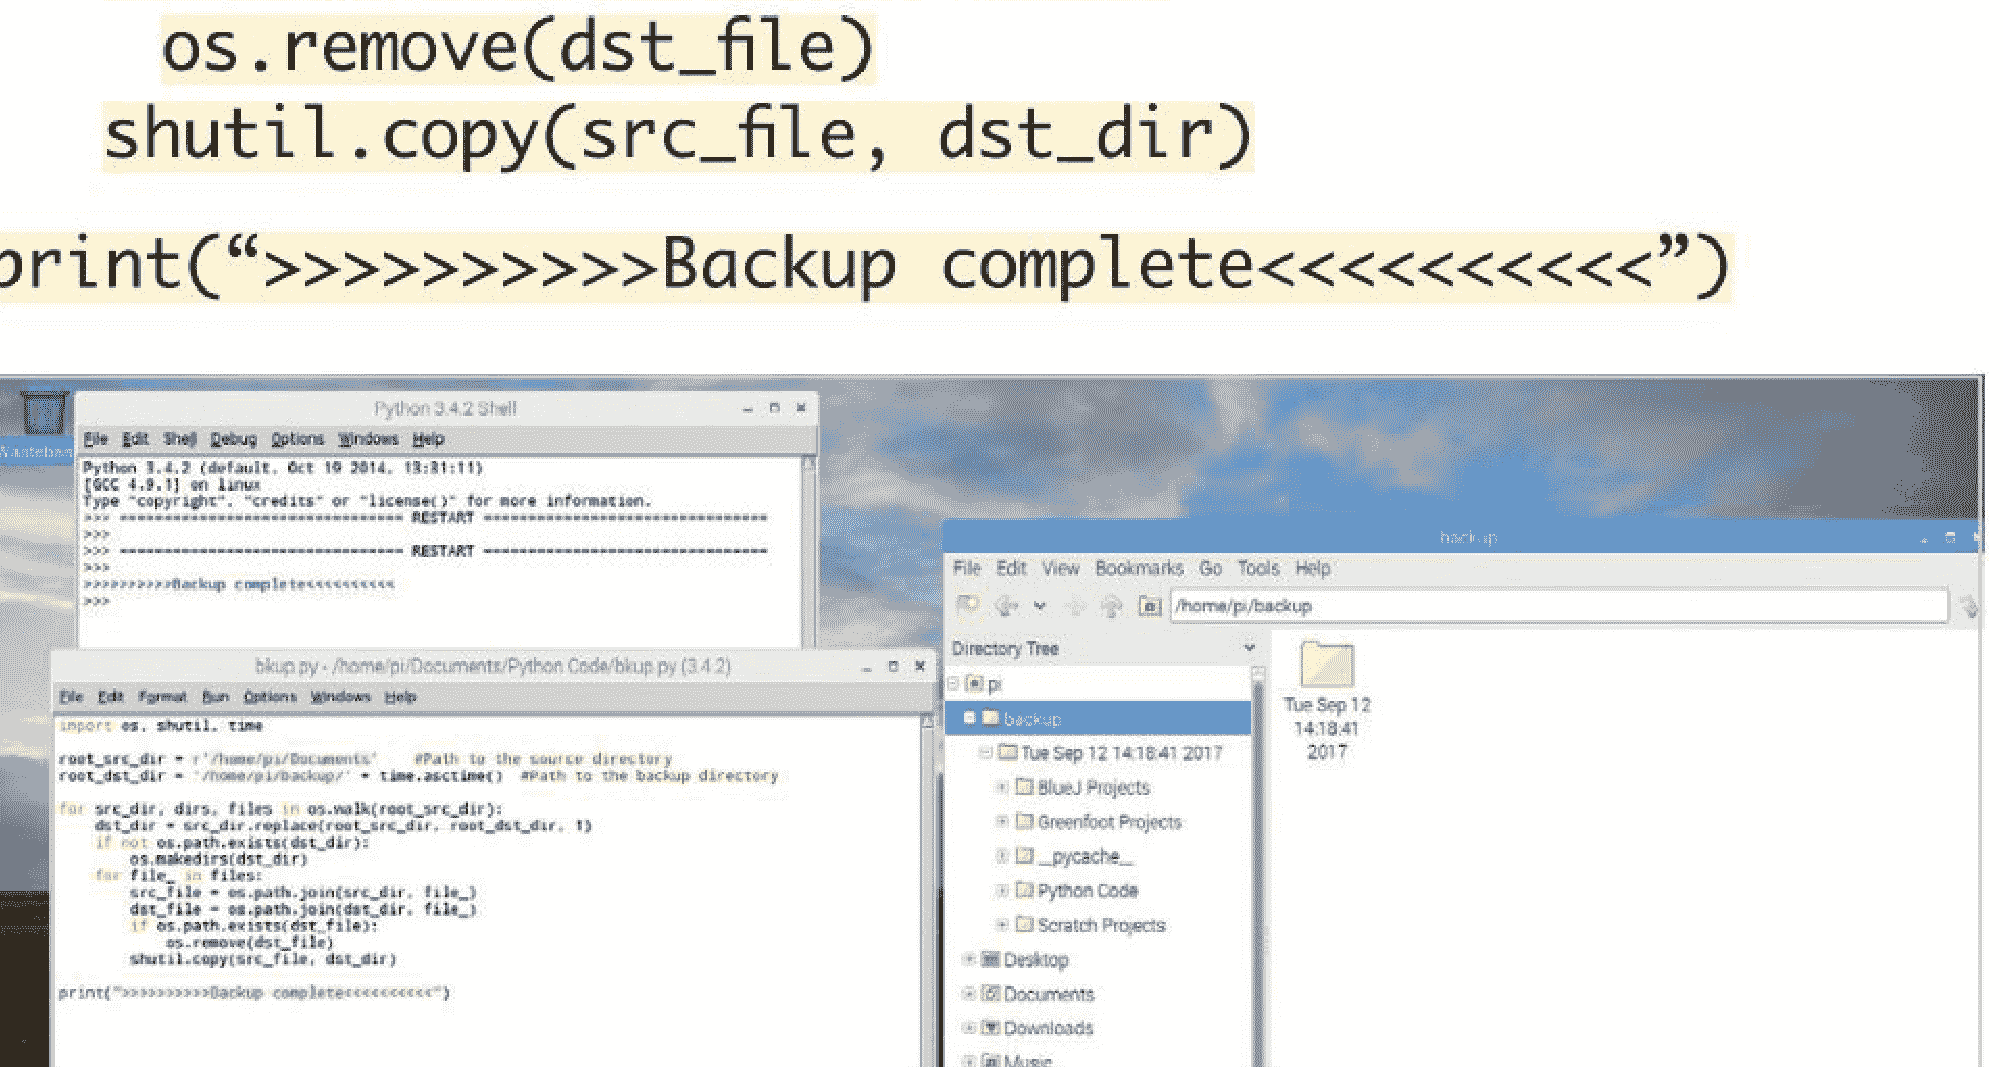 os.remove(dst_file)
shutil.copy(src_file, dst_dir)
print(“>>>>>>>>>>Backup complete<<<<<<<<<<”)
Python 3.4.2 Shell
File Edit Shell Debug Options Windows Help
Python 3.4.2 (default, Oct 19 2014, 13:31:11)
[GCC 4.9.1] on linux
Type "copyright", "credits" or "license()" for more information.
>>> ================================ RESTART ================================
>>>
>>> ================================ RESTART ================================
>>>
>>>>>>>>>>Backup complete<<<<<<<<<<
>>>
bkup.py - /home/pi/Documents/Python Code/bkup.py (3.4.2)
File Edit Format Run Options Windows Help
import os, shutil, time
root_src_dir = r'/home/pi/Documents' #Path to the source directory
root_dst_dir = '/home/pi/backup/' + time.asctime() #Path to the backup directory
for src_dir, dirs, files in os.walk(root_src_dir):
dst_dir = src_dir.replace(root_src_dir, root_dst_dir, 1)
if not os.path.exists(dst_dir):
os.makedirs(dst_dir)
for file_ in files:
src_file = os.path.join(src_dir, file_)
dst_file = os.path.join(dst_dir, file_)
if os.path.exists(dst_file):
os.remove(dst_file)
shutil.copy(src_file, dst_dir)
print(">>>>>>>>>>Backup complete<<<<<<<<<<")
backup
File Edit View Bookmarks Go Tools Help
/home/pi/backup
Directory Tree
pi
backup
Tue Sep 12 14:18:41 2017
BlueJ Projects
Greenfoot Projects
__pycache__
Python Code
Scratch Projects
Desktop
Documents
Downloads
Music
Tue Sep 12
14:18:41
2017